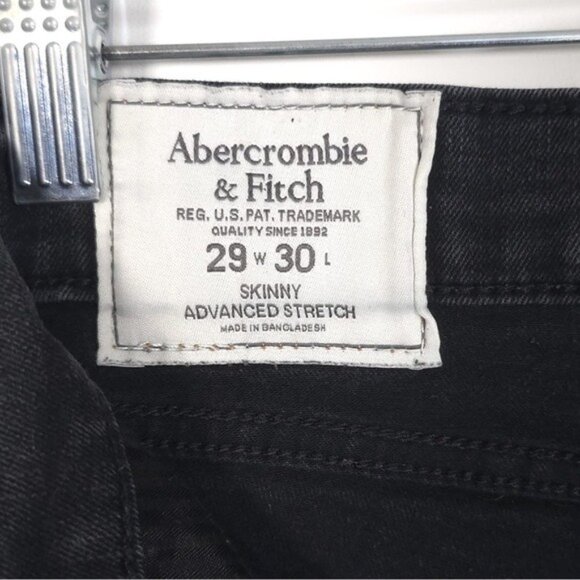 Abercrombie
& Fitch
REG. U.S. PAT. TRADEMARK
QUALITY SINCE 1892
29 W 30 L
SKINNY
ADVANCED STRETCH
MADE IN BANGLADESH